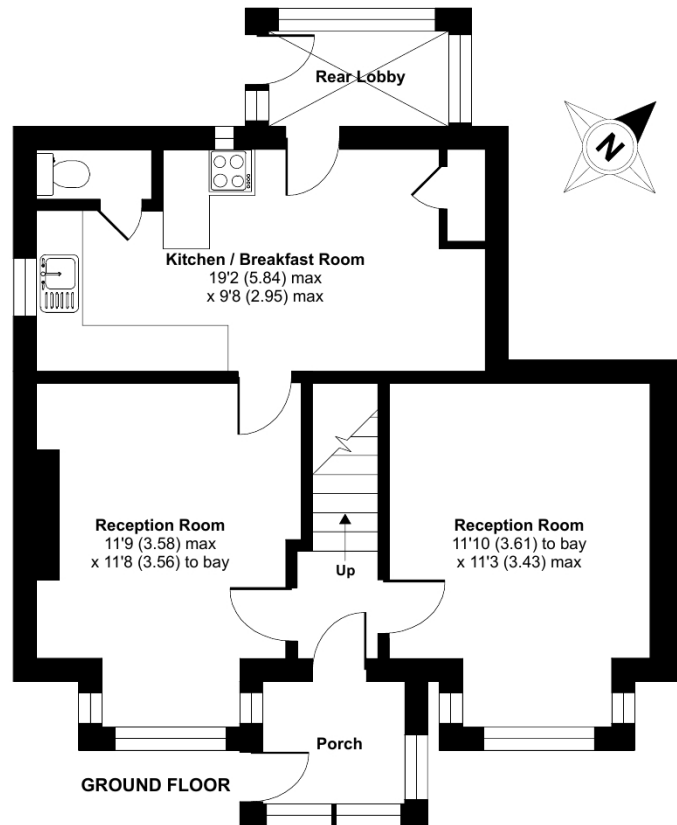 Rear Lobby
N
Kitchen / Breakfast Room
19'2 (5.84) max
x 9'8 (2.95) max
Reception Room
11'9 (3.58) max
x 11'8 (3.56) to bay
Up
Reception Room
11'10 (3.61) to bay
x 11'3 (3.43) max
Porch
GROUND FLOOR